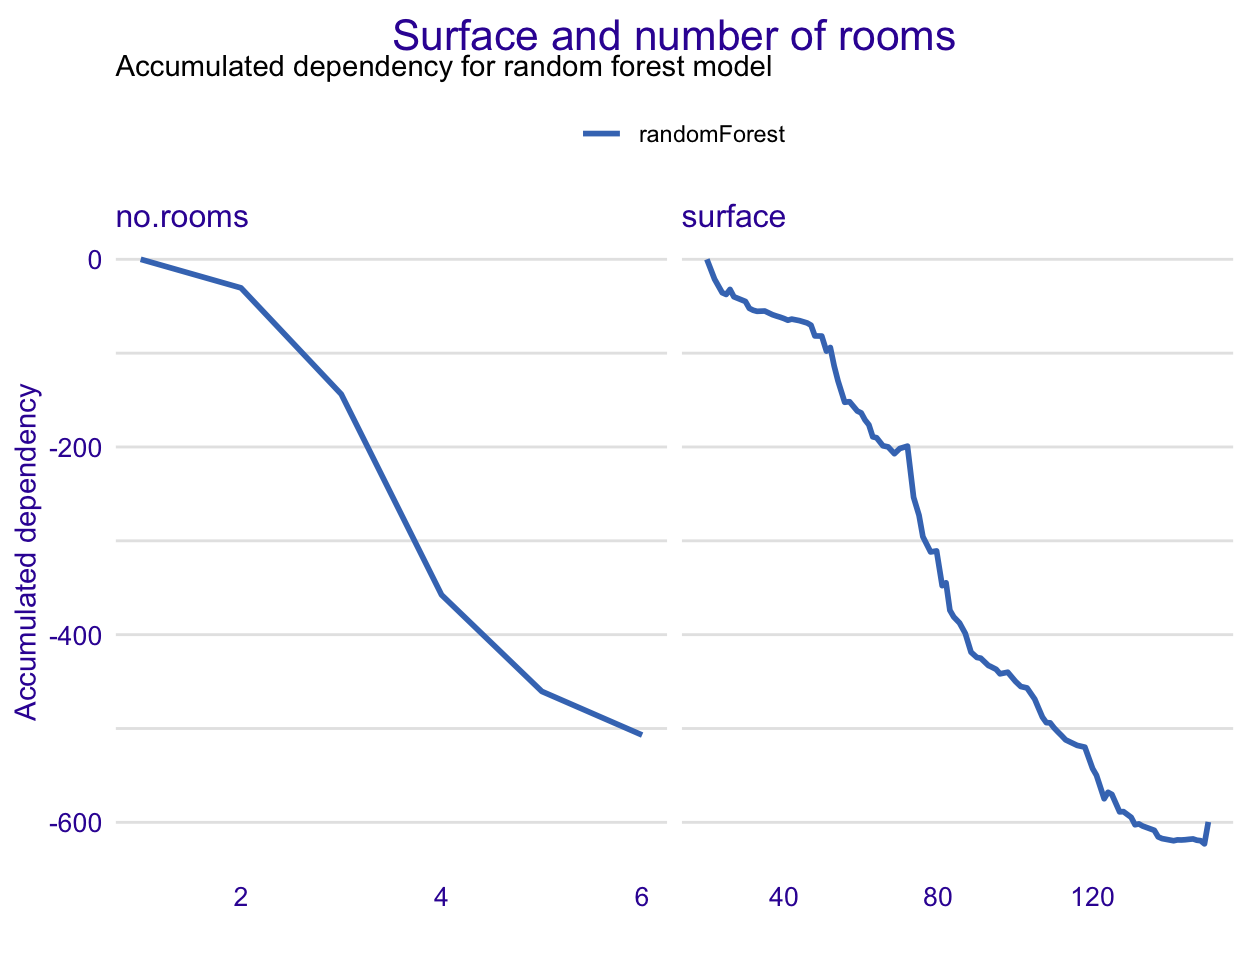 Surface and number of rooms
Accumulated dependency for random forest model
randomForest
no.rooms
surface
Accumulated dependency
0
-200
-400
-600
2
4
6
40
80
120